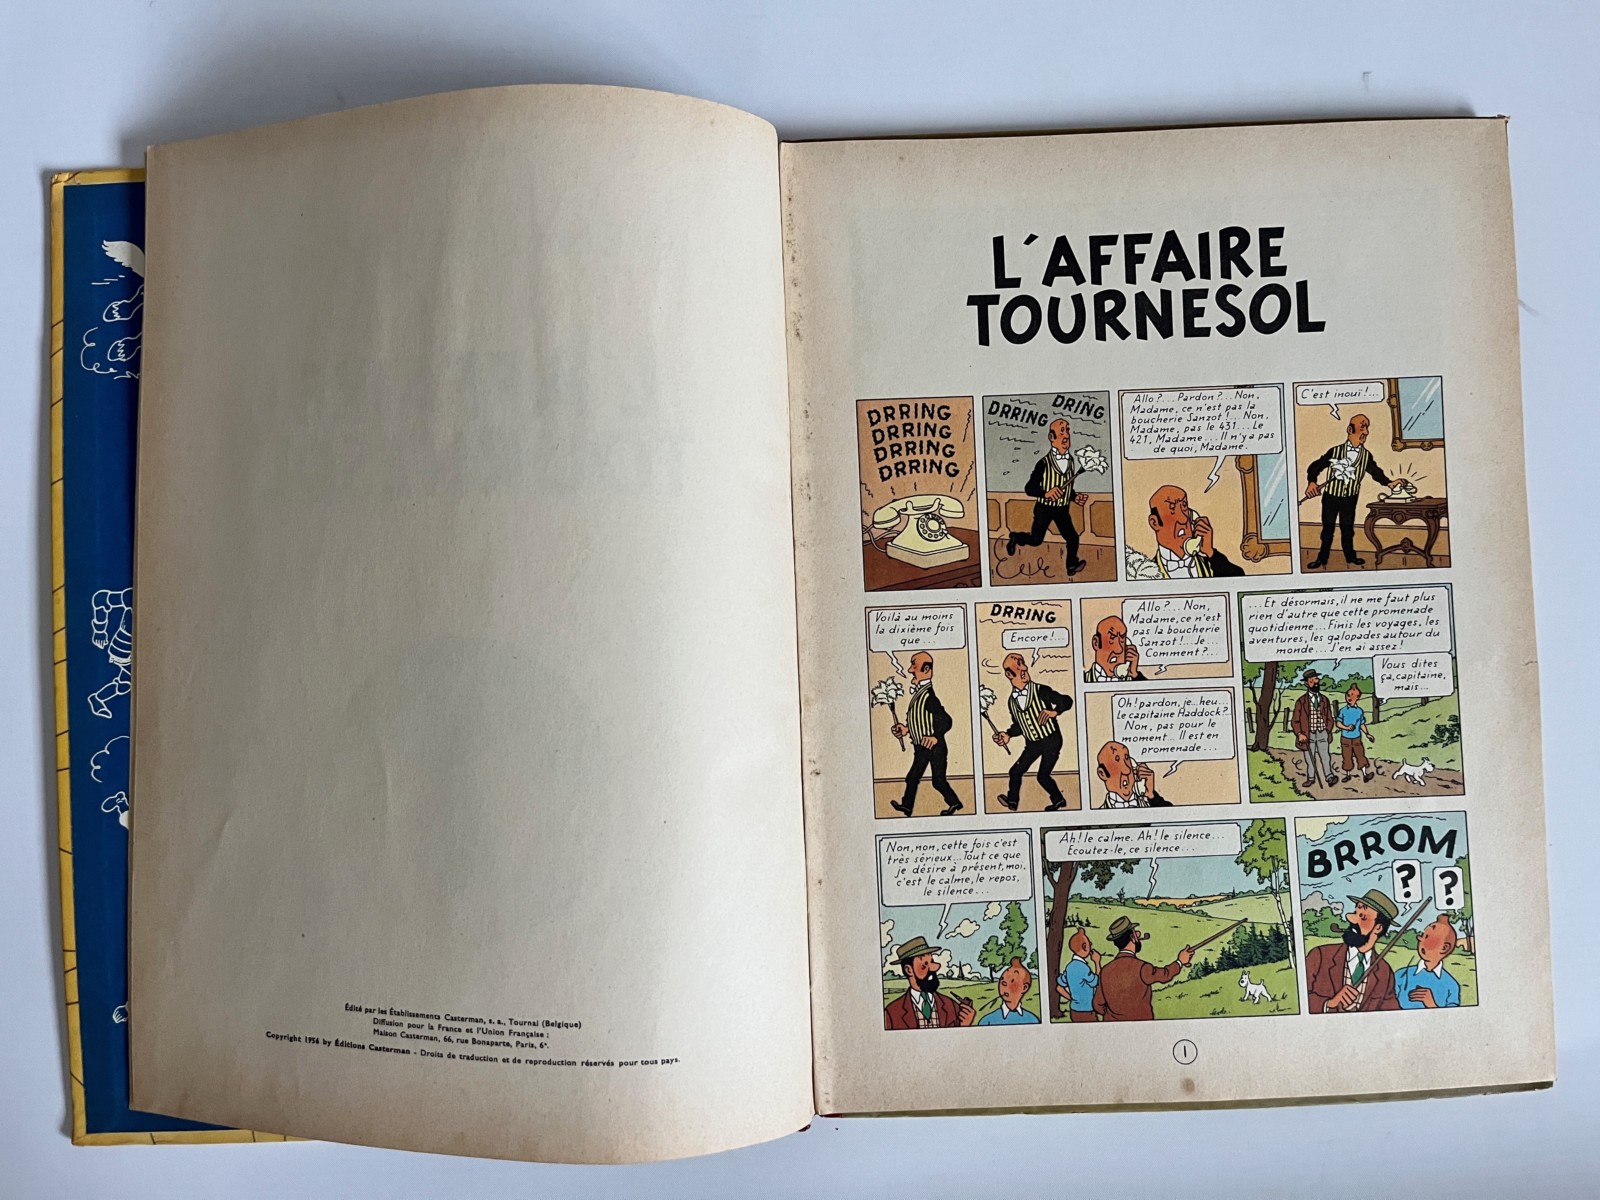 Édité par les Établissements Casterman, s. a., Tournai (Belgique)
Diffusion pour la France et l'Union Française :
Maison Casterman, 66, rue Bonaparte, Paris, 6e.
Copyright 1956 by Éditions Casterman - Droits de traduction et de reproduction réservés pour tous pays.
L'AFFAIRE
TOURNESOL
DRRING
DRRING
DRRING
DRRING
DRRING
DRING
Allo?... Pardon?... Non,
Madame, ce n'est pas la
boucherie Sanzot!... Non,
Madame, pas le 431... Le
421, Madame... Il n'y a pas
de quoi, Madame.
C'est inouï!...
Voilà au moins
la dixième fois
que...
DRRING
Encore!...
Allo?... Non,
Madame, ce n'est
pas la boucherie
Sanzot!... Je...
Comment?...
Oh! pardon, je... heu...
Le capitaine Haddock?
Non, pas pour le
moment... Il est en
promenade...
...Et désormais, il ne me faut plus
rien d'autre que cette promenade
quotidienne... Finis les voyages, les
aventures, les galopades autour du
monde... J'en ai assez!
Vous dites
ça, capitaine,
mais...
Non, non, cette fois c'est
très sérieux... Tout ce que
je désire à présent, moi,
c'est le calme, le repos,
le silence...
Ah! le calme. Ah! le silence...
Ecoutez-le, ce silence...
BRROM
?
?
1